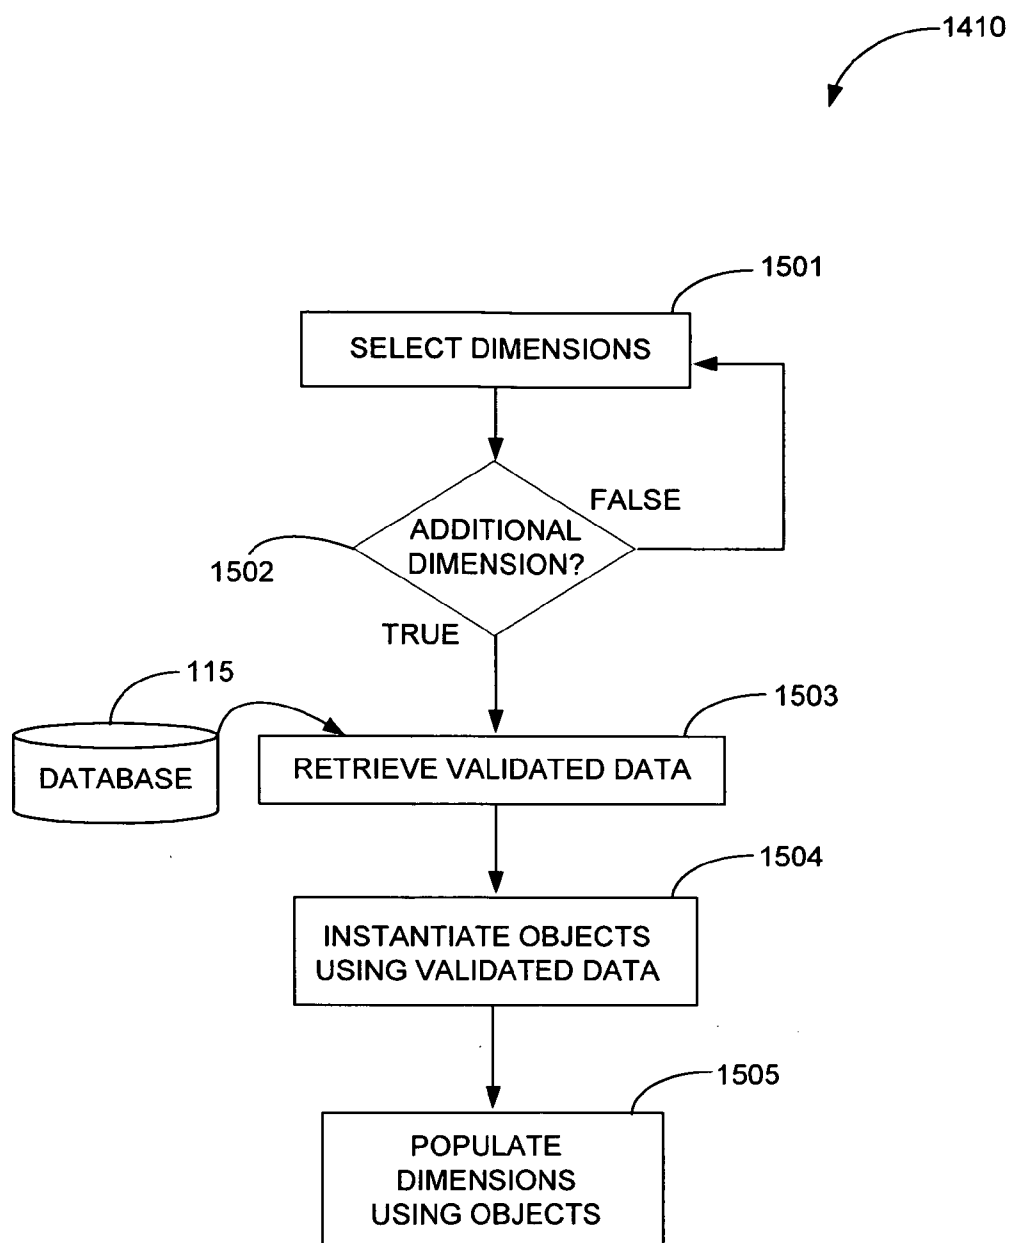 1410
1501
SELECT DIMENSIONS
FALSE
ADDITIONAL
DIMENSION?
1502
TRUE
115
1503
DATABASE
RETRIEVE VALIDATED DATA
1504
INSTANTIATE OBJECTS
USING VALIDATED DATA
1505
POPULATE
DIMENSIONS
USING OBJECTS